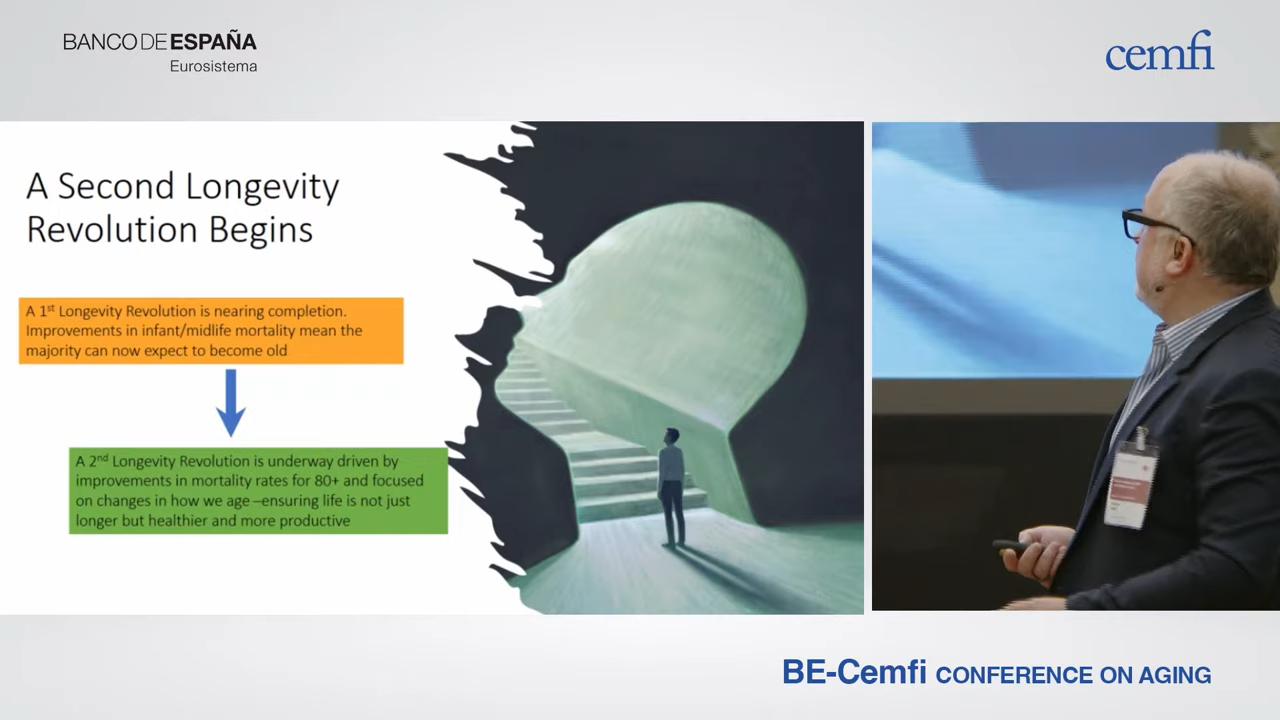 BANCO DE ESPAÑA
Eurosistema
cemfi
A Second Longevity
Revolution Begins
A 1st Longevity Revolution is nearing completion.
Improvements in infant/midlife mortality mean the
majority can now expect to become old
A 2nd Longevity Revolution is underway driven by
improvements in mortality rates for 80+ and focused
on changes in how we age –ensuring life is not just
longer but healthier and more productive
BE-Cemfi CONFERENCE ON AGING